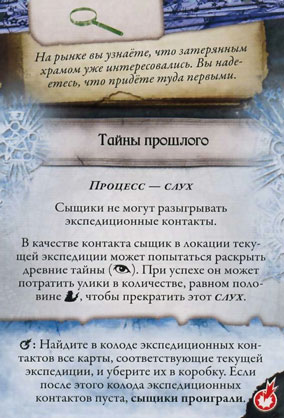 На рынке вы узнаёте, что затерянным
храмом уже интересовались. Вы наде-
етесь, что придёте туда первыми.
Тайны прошлого
Процесс — слух
Сыщики не могут разыгрывать
экспедиционные контакты.
В качестве контакта сыщик в локации теку-
щей экспедиции может попытаться раскрыть
древние тайны ( ). При успехе он может
потратить улики в количестве, равном поло-
вине , чтобы прекратить этот слух.
: Найдите в колоде экспедиционных кон-
тактов все карты, соответствующие текущей
экспедиции, и уберите их в коробку. Если
после этого колода экспедиционных
контактов пуста, сыщики проиграли.